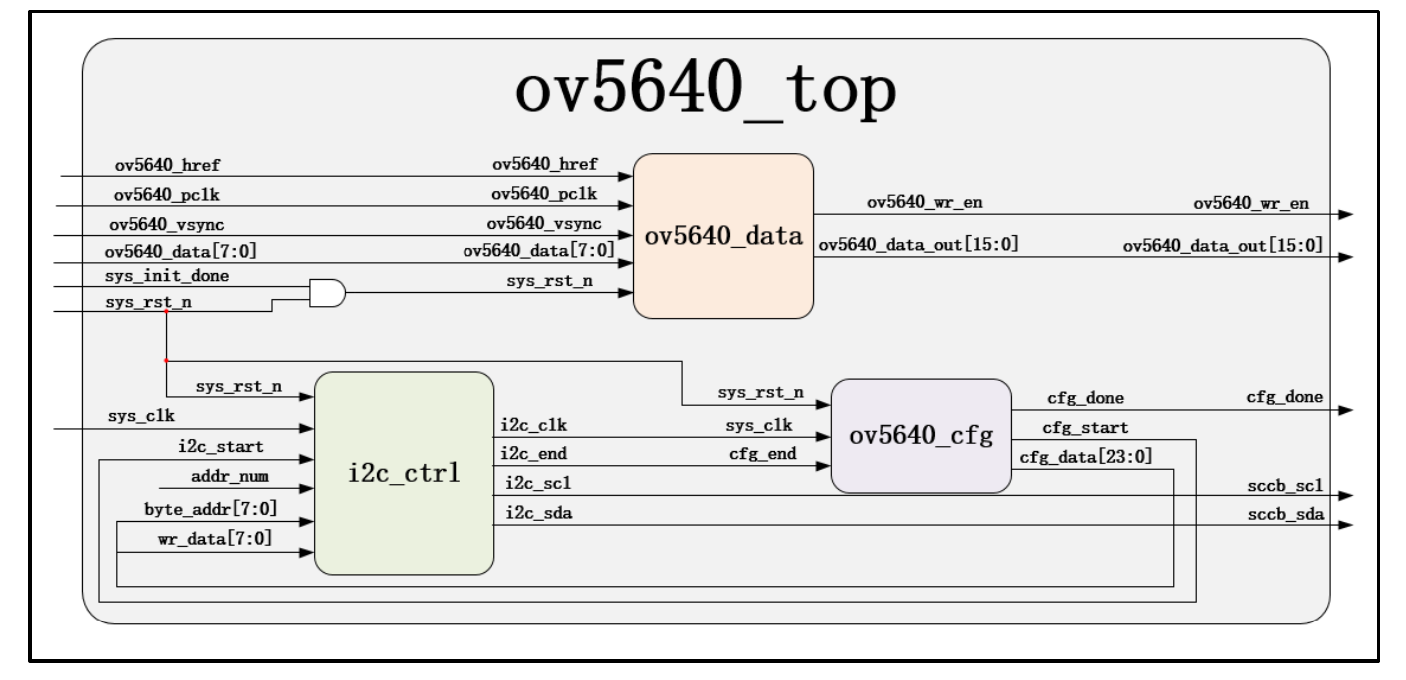 ov5640_top
ov5640_href ov5640_href
ov5640_pclk ov5640_pclk
ov5640_wr_en ov5640_wr_en
ov5640_vsync ov5640_vsync
ov5640_data
ov5640_data_out[15:0] ov5640_data_out[15:0]
ov5640_data[7:0] ov5640_data[7:0]
sys_init_done
sys_rst_n
sys_rst_n
sys_rst_n
sys_rst_n
cfg_done cfg_done
sys_clk
i2c_clk sys_clk
cfg_start
ov5640_cfg
i2c_start
i2c_end cfg_end
cfg_data[23:0]
addr_num
i2c_ctrl
i2c_scl
sccb_scl
byte_addr[7:0]
i2c_sda
sccb_sda
wr_data[7:0]